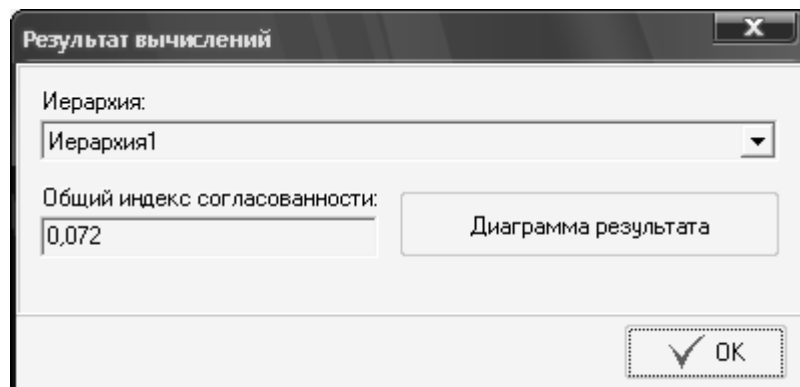 Результат вычислений
Иерархия:
Иерархия1
Общий индекс согласованности:
0,072
Диаграмма результата
OK